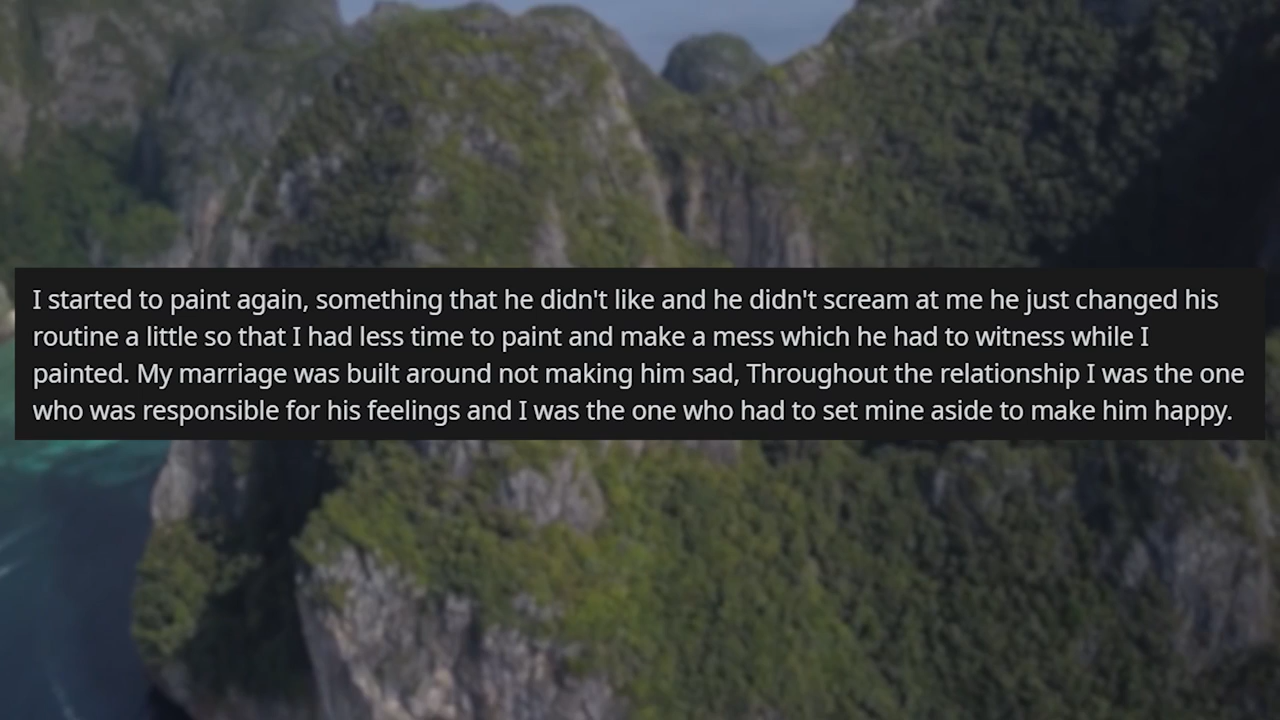 I started to paint again, something that he didn't like and he didn't scream at me he just changed his
routine a little so that I had less time to paint and make a mess which he had to witness while I
painted. My marriage was built around not making him sad, Throughout the relationship I was the one
who was responsible for his feelings and I was the one who had to set mine aside to make him happy.